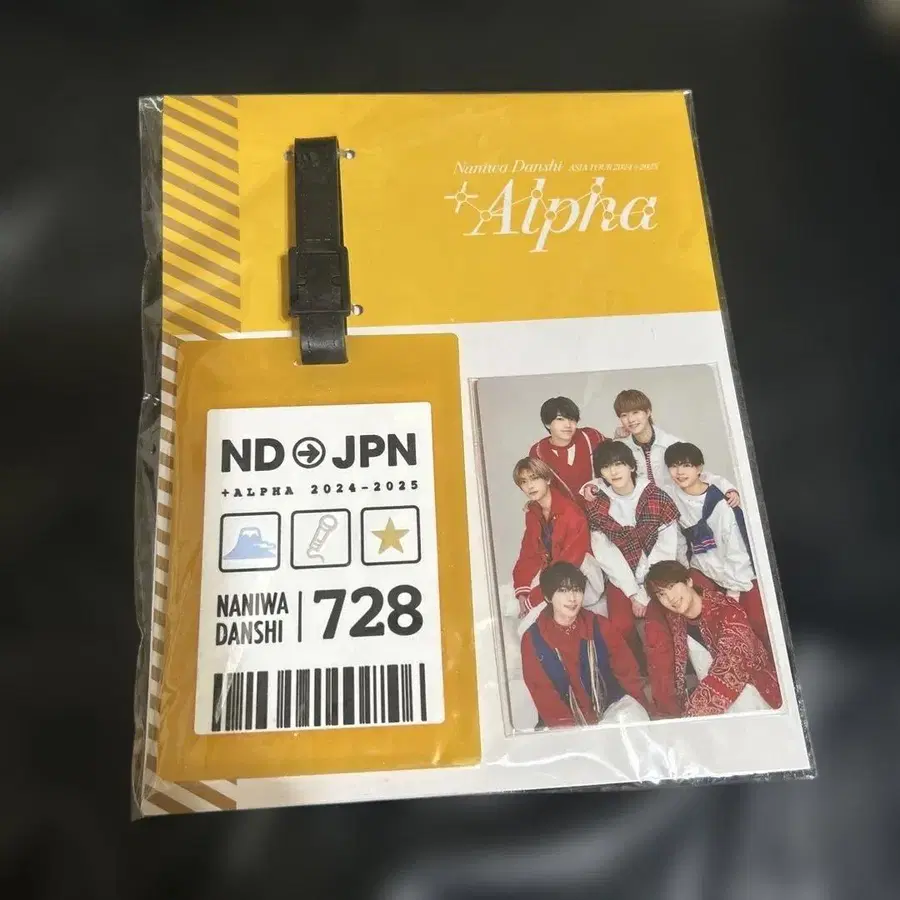 Naniwa Danshi ASIA TOUR 2024+2025
+Alpha
ND JPN
+ALPHA 2024-2025
NANIWA
DANSHI
728